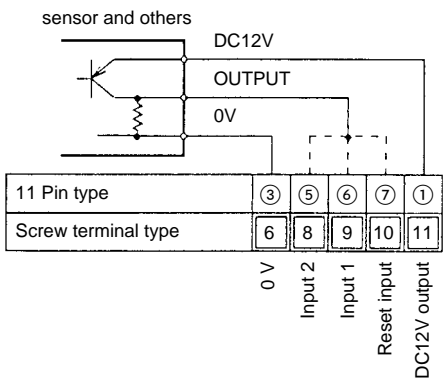 sensor and others
DC12V
OUTPUT
0V
11 Pin type ③ ⑤ ⑥ ⑦ ①
Screw terminal type 6 8 9 10 11
0 V
Input 2
Input 1
Reset input
DC12V output